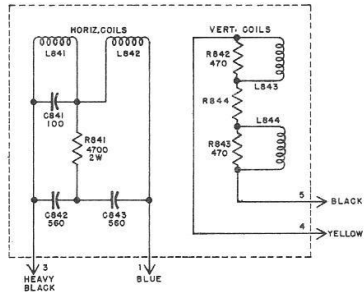 HORIZ. COILS
VERT. COILS
L841
L842
R842
470
L843
C841
100
R844
R841
4700
2W
L844
R843
470
C842
560
C843
560
5
BLACK
4
YELLOW
3
HEAVY
BLACK
1
BLUE